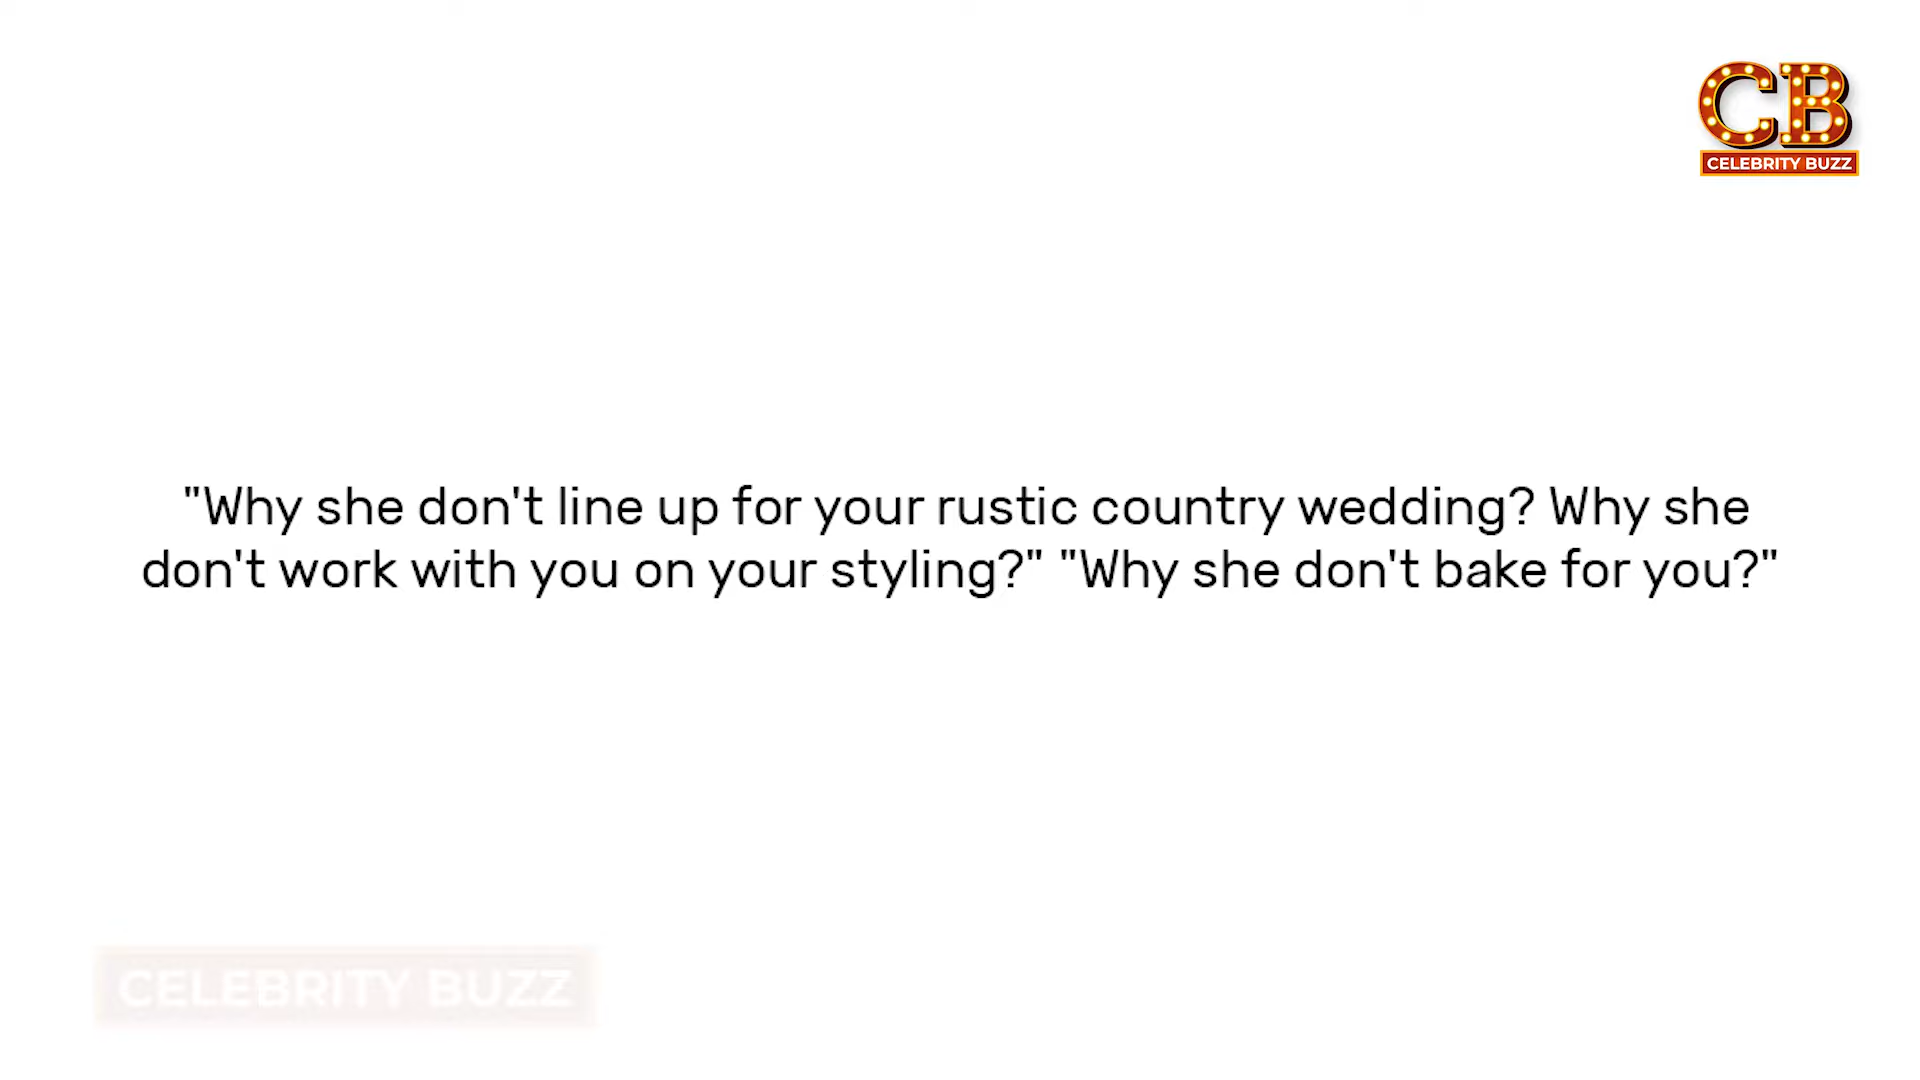 CB
CELEBRITY BUZZ
"Why she don't line up for your rustic country wedding? Why she
don't work with you on your styling?" "Why she don't bake for you?"
CELEBRITY BUZZ